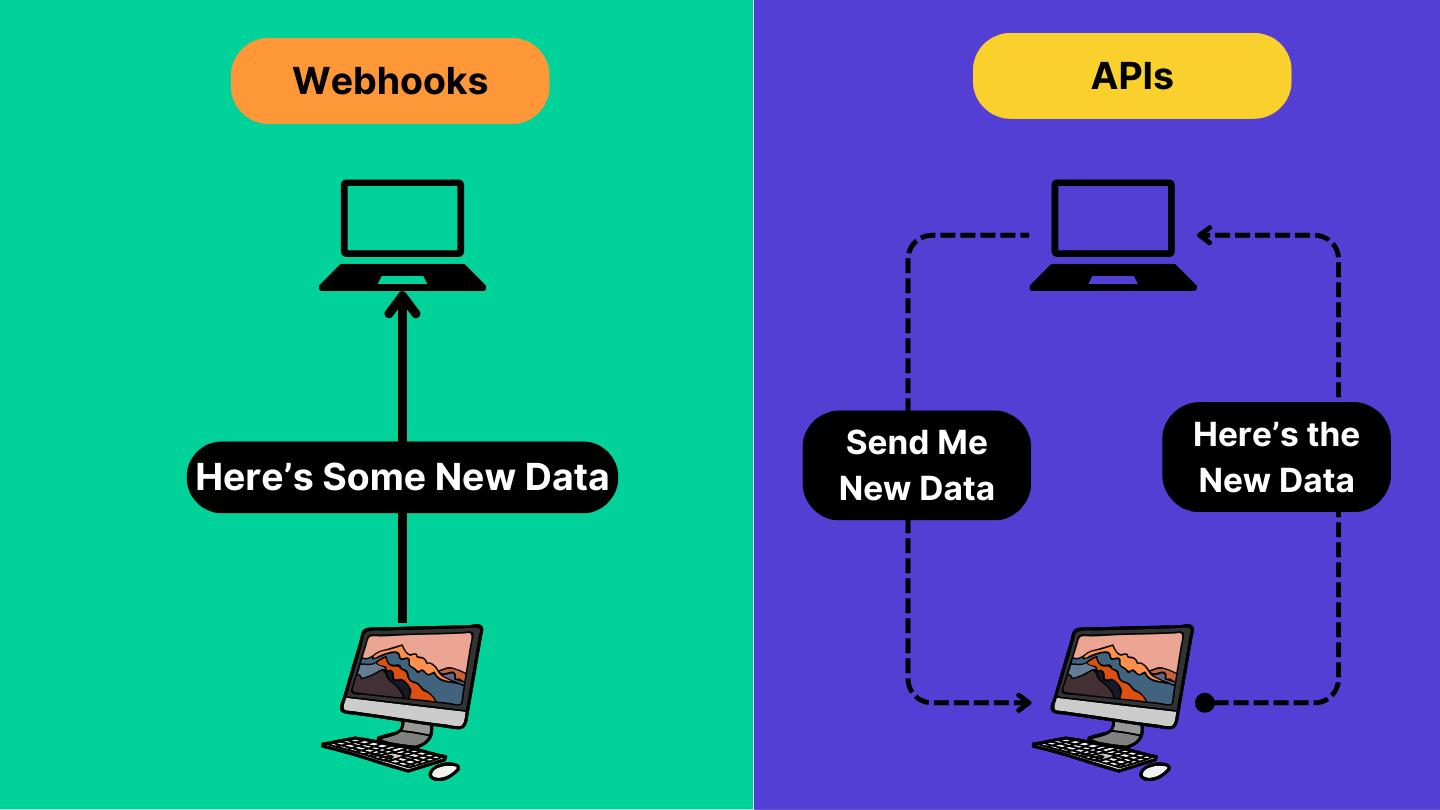 Webhooks
Here’s Some New Data
APIs
Send Me
New Data
Here’s the
New Data